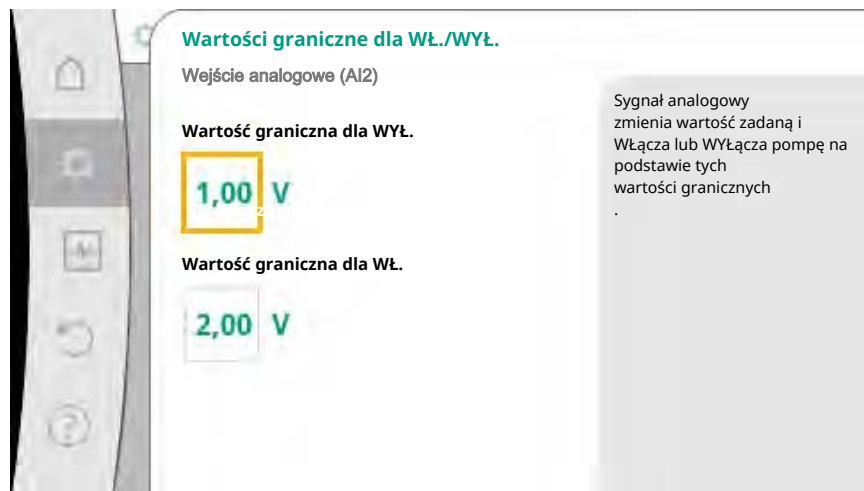 Wartości graniczne dla WŁ./WYŁ.
Wejście analogowe (AI2)
Wartość graniczna dla WYŁ.
1,00 V
Wartość graniczna dla WŁ.
2,00 V
Sygnał analogowy
zmienia wartość zadaną i
WŁącza lub WYŁącza pompę na
podstawie tych
wartości granicznych
.